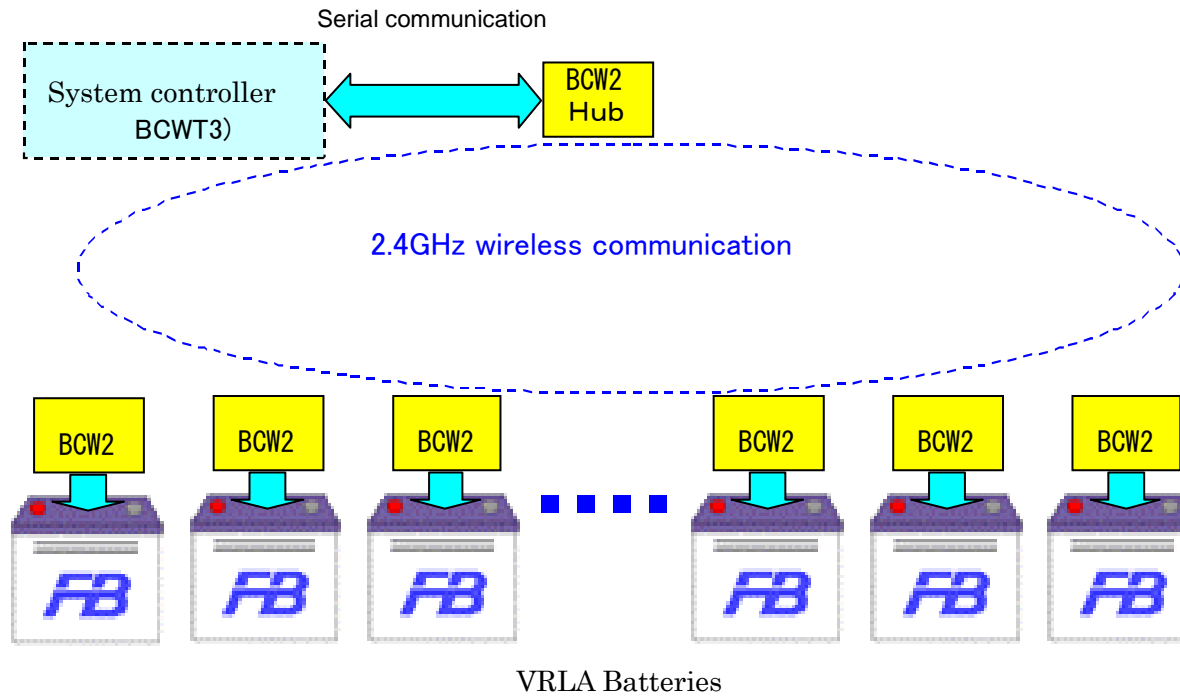 Serial communication
System controller
BCWT3)
BCW2
Hub
2.4GHz wireless communication
BCW2 BCW2 BCW2 BCW2 BCW2 BCW2
FB FB FB FB FB FB
VRLA Batteries